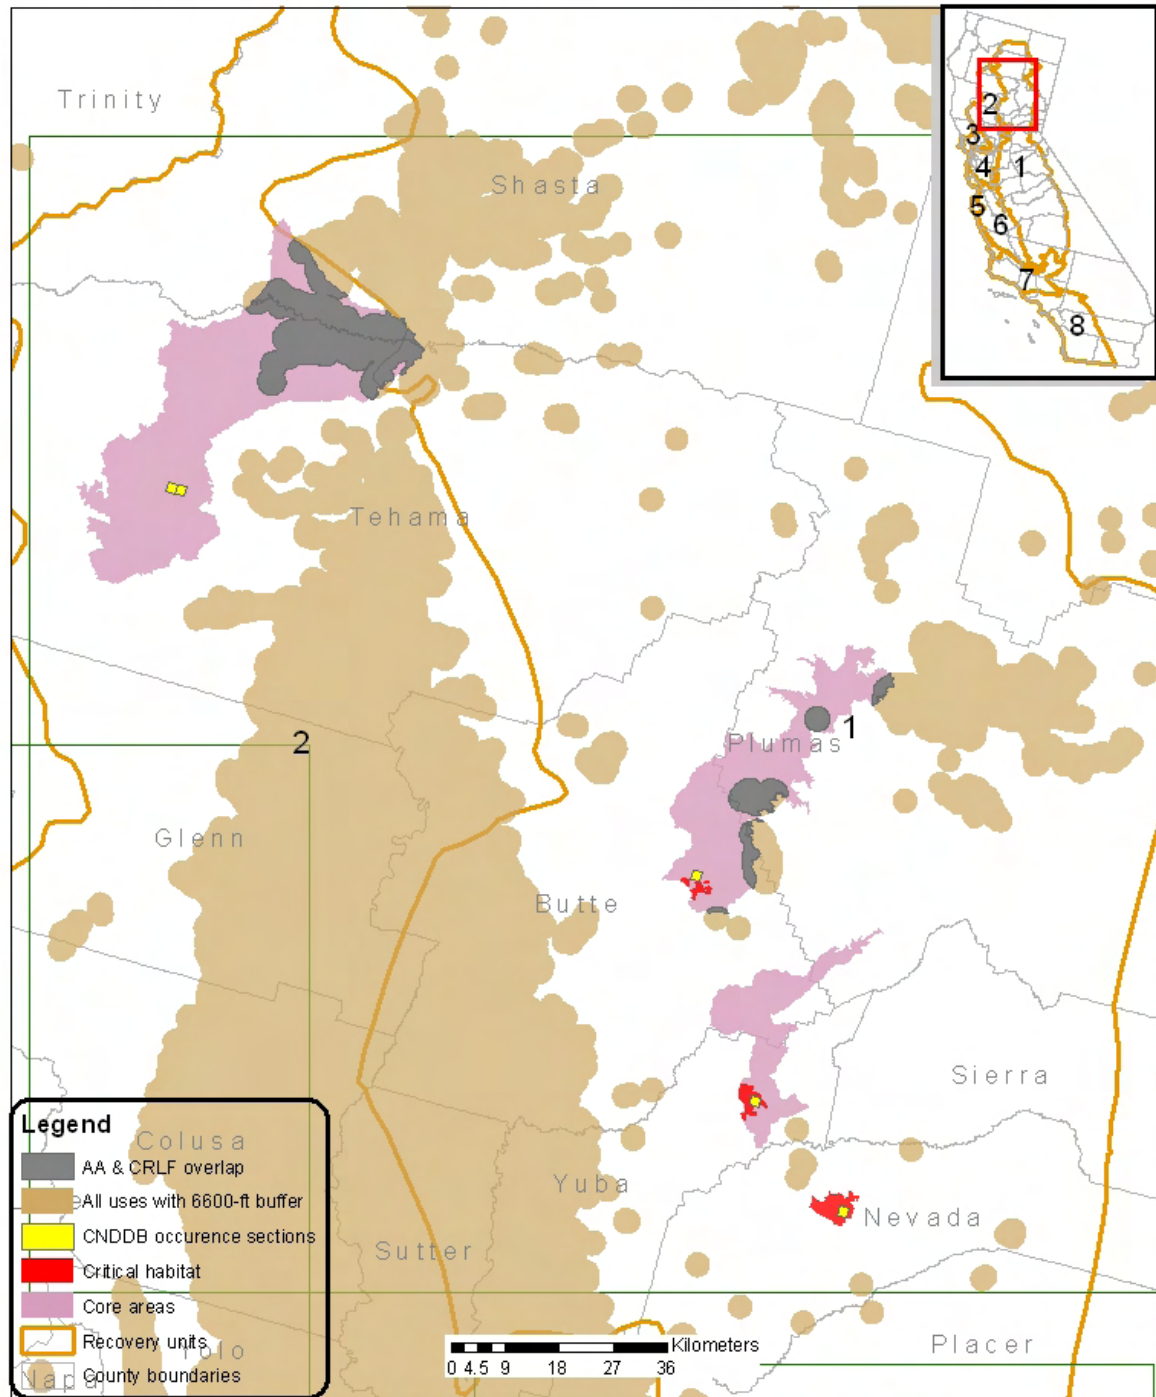 Trinity
Shasta
2
3
4
1
5
6
7
8
Tehama
2
1
Plumas
Glenn
Butte
Sierra
Legend
Colusa
AA & CRLF overlap
Yuba
All uses with 6600-ft buffer
Nevada
CNDDB occurence sections
Sutter
Critical habitat
Core areas
Recovery units
Yolo
Kilometers
Placer
0 4.5 9 18 27 36
Napa
County boundaries